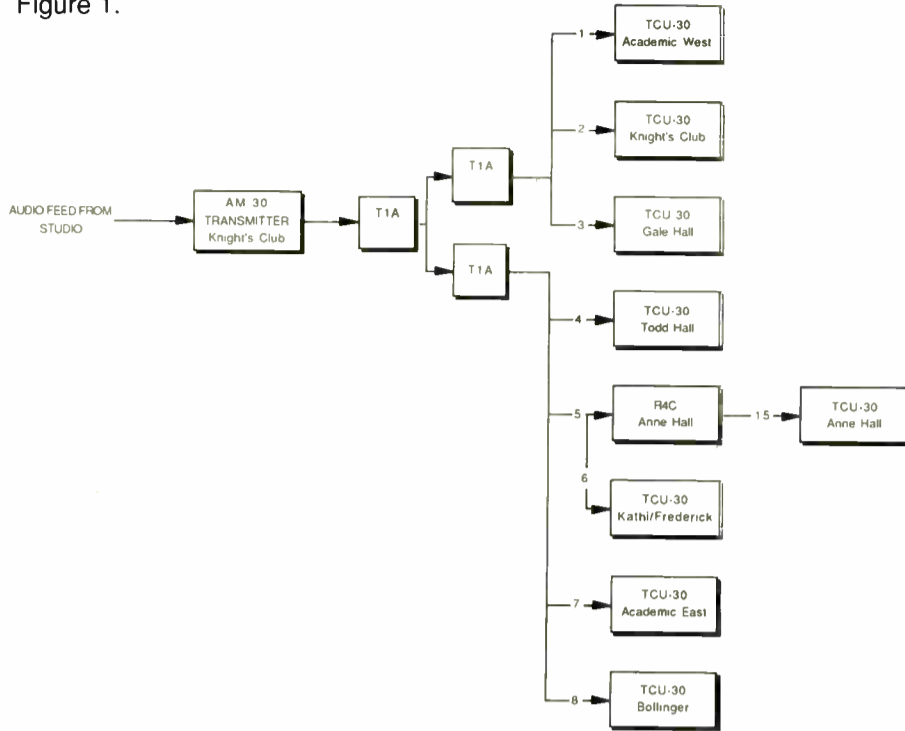 Figure 1.
1
TCU-30
Academic West
2
TCU-30
Knight's Club
T1A
AUDIO FEED FROM
STUDIO
AM 30
TRANSMITTER
Knight's Club
T1A
3
TCU 30
Gale Hall
T1A
4
TCU-30
Todd Hall
5
R4C
Anne Hall
15
TCU-30
Anne Hall
6
TCU-30
Kathi/Frederick
7
TCU-30
Academic East
8
TCU-30
Bollinger